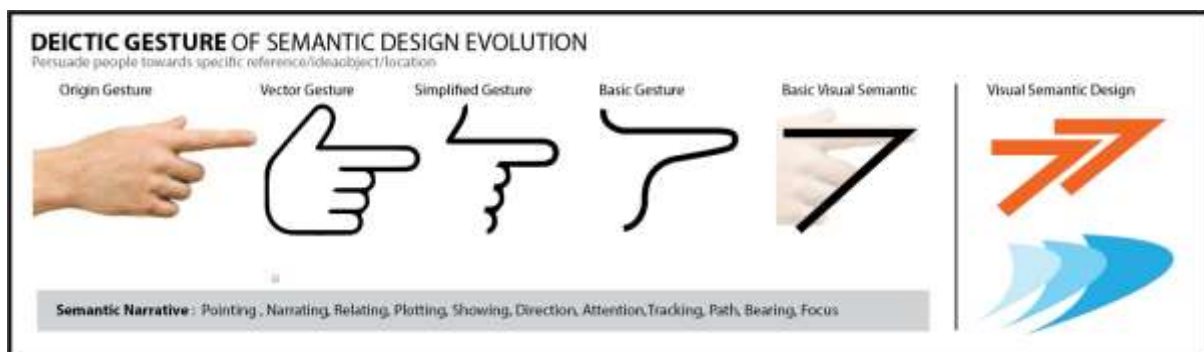 DEICTIC GESTURE OF SEMANTIC DESIGN EVOLUTION
Persuade people towards specific reference/ideaobject/location
Origin Gesture
Vector Gesture
Simplified Gesture
Basic Gesture
Basic Visual Semantic
Visual Semantic Design
Semantic Narrative : Pointing , Narrating, Relating, Plotting, Showing, Direction, Attention,Tracking, Path, Bearing, Focus